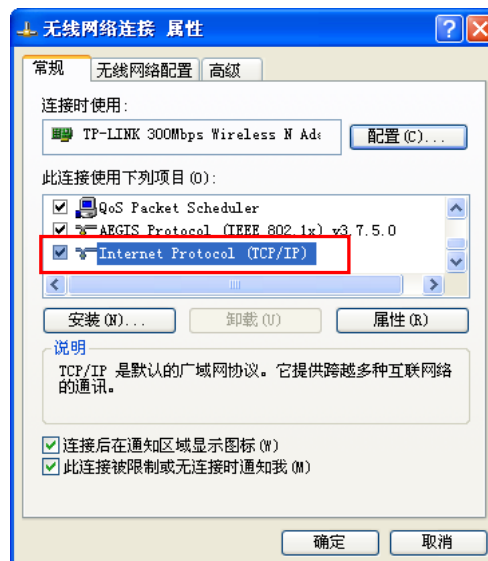 无线网络连接 属性
常规 无线网络配置 高级
连接时使用:
TP-LINK 300Mbps Wireless N Ada
配置(C)...
此连接使用下列项目(O):
QoS Packet Scheduler
AEGIS Protocol (IEEE 802.1x) v3.7.5.0
Internet Protocol (TCP/IP)
安装(N)... 卸载(U) 属性(R)
说明
TCP/IP 是默认的广域网协议。它提供跨越多种互联网络
的通讯。
连接后在通知区域显示图标(W)
此连接被限制或无连接时通知我(M)
确定 取消